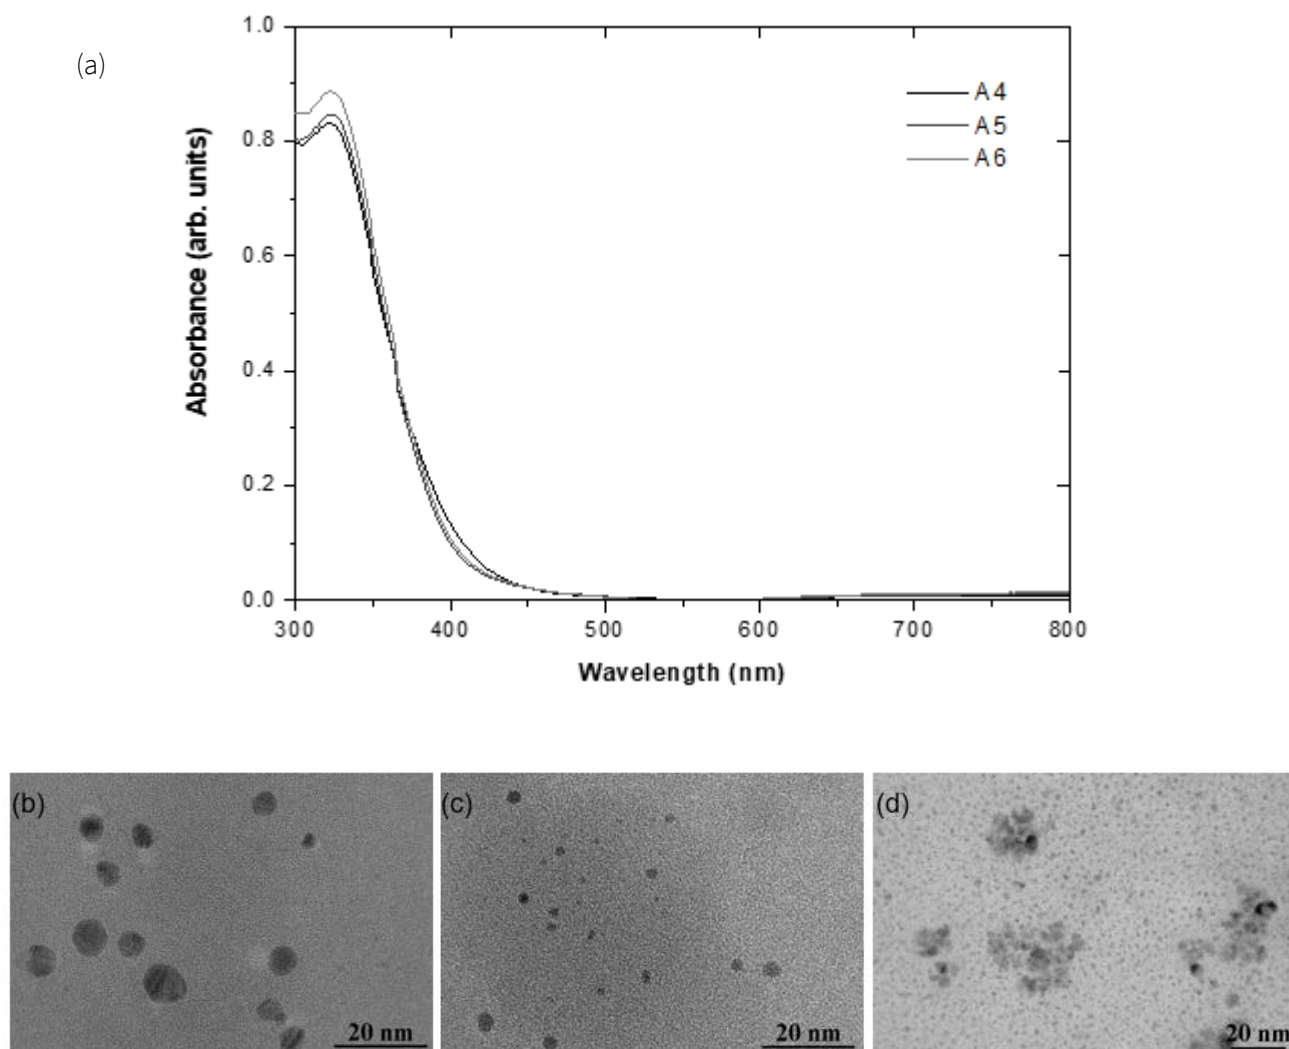 (a)
1.0
0.8
0.6
0.4
0.2
0.0
Absorbance (arb. units)
A4
A5
A6
300 400 500 600 700 800
Wavelength (nm)
(b) (c) (d)
20 nm 20 nm 20 nm